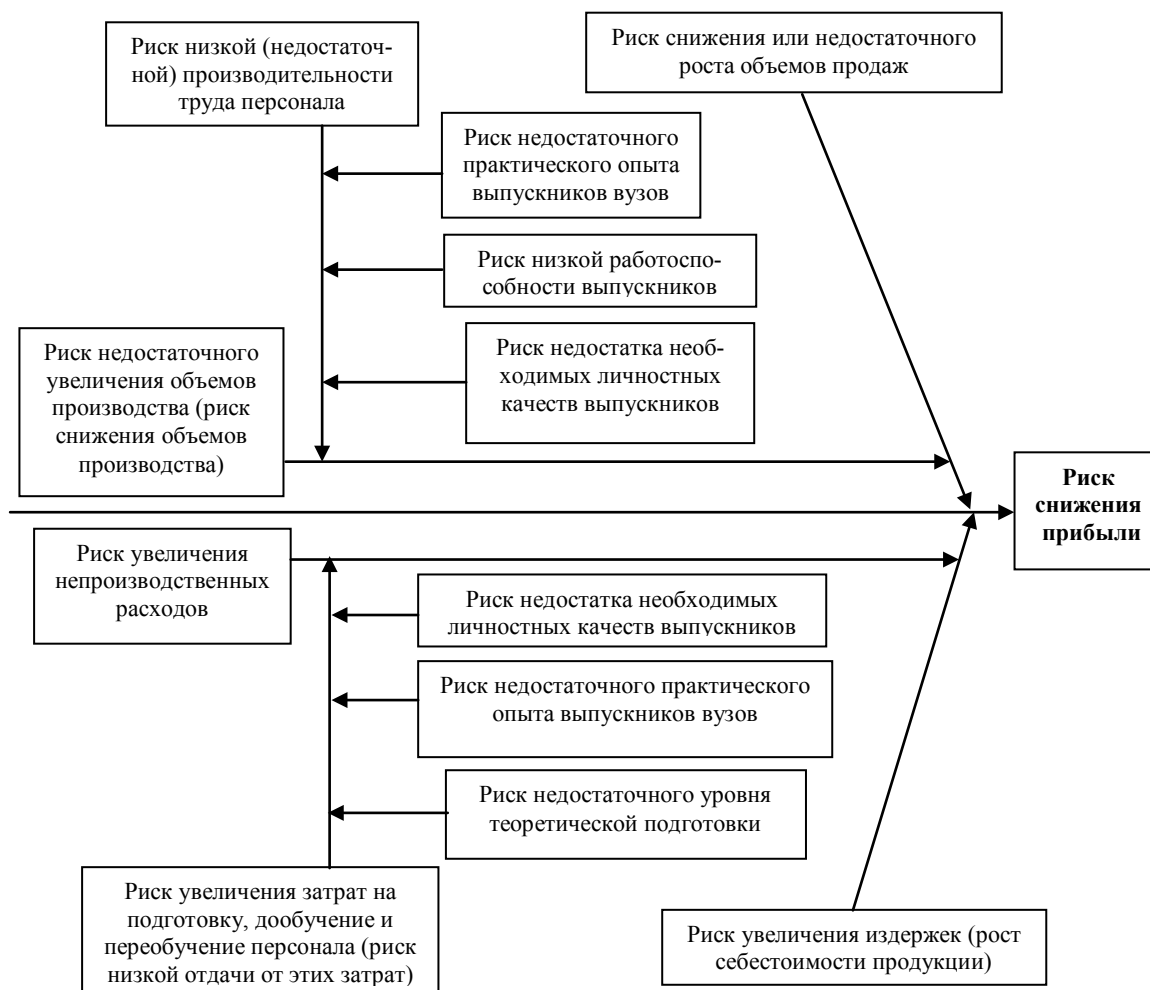 Риск низкой (недостаточ-
ной) производительности
труда персонала
Риск снижения или недостаточного
роста объемов продаж
Риск недостаточного
практического опыта
выпускников вузов
Риск низкой работоспо-
собности выпускников
Риск недостаточного
увеличения объемов
производства (риск
снижения объемов
производства)
Риск недостатка необ-
ходимых личностных
качеств выпускников
Риск
снижения
прибыли
Риск увеличения
непроизводственных
расходов
Риск недостатка необходимых
личностных качеств выпускников
Риск недостаточного практического
опыта выпускников вузов
Риск недостаточного уровня
теоретической подготовки
Риск увеличения затрат на
подготовку, дообучение и
переобучение персонала (риск
низкой отдачи от этих затрат)
Риск увеличения издержек (рост
себестоимости продукции)